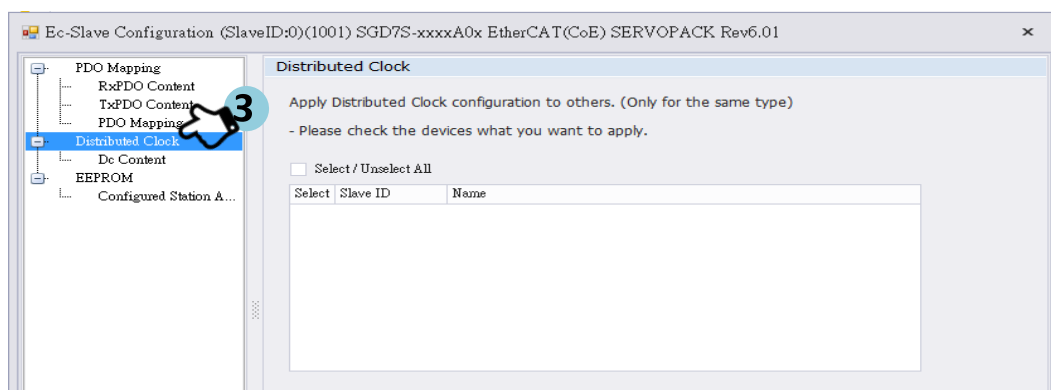 Ec-Slave Configuration (SlaveID:0)(1001) SGD7S-xxxxA0x EtherCAT(CoE) SERVOPACK Rev6.01
PDO Mapping
RxPDO Content
TxPDO Content
PDO Mapping
3
Distributed Clock
Dc Content
EEPROM
Configured Station A...
Distributed Clock
Apply Distributed Clock configuration to others. (Only for the same type)
- Please check the devices what you want to apply.
Select / Unselect All
Select Slave ID Name